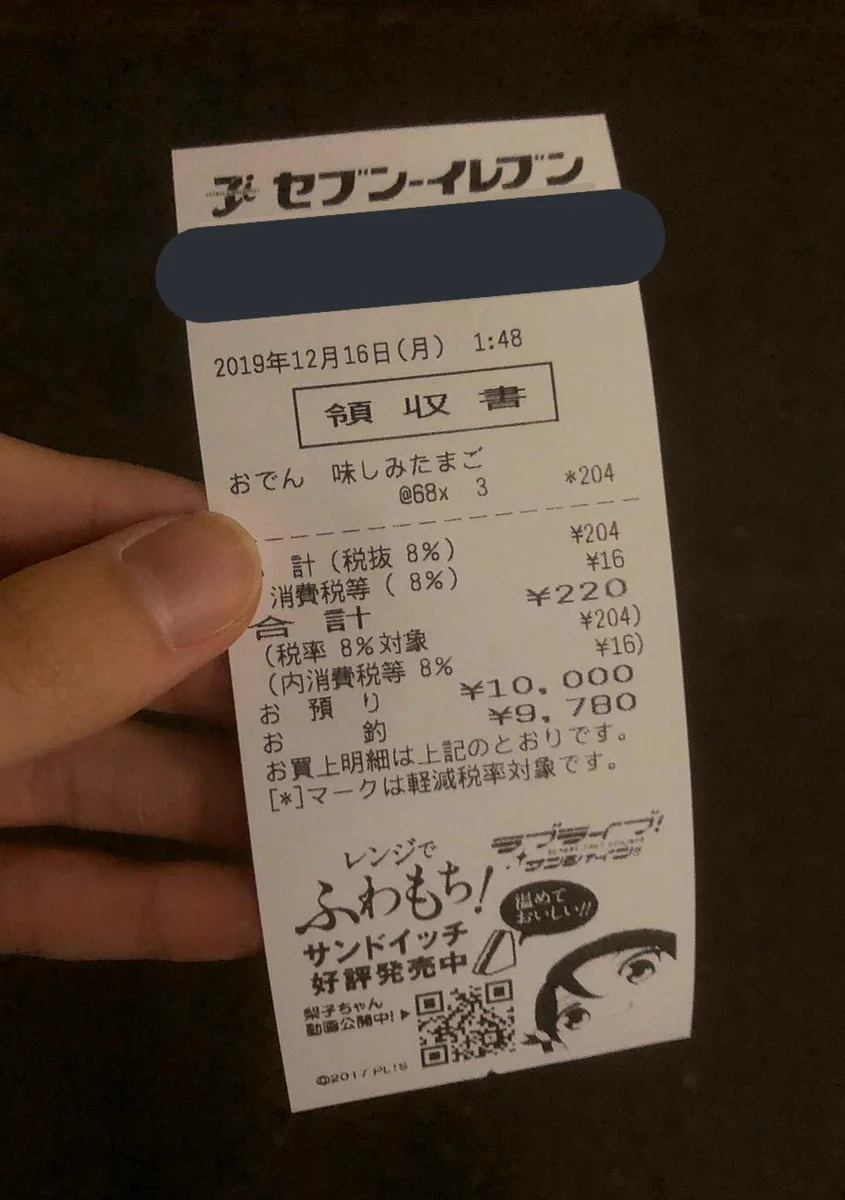 セブン-イレブン
2019年12月16日(月) 1:48
領収書
おでん 味しみたまご
@68x 3 *204
計(税抜 8%) ¥204
消費税等( 8%) ¥16
合 計 ¥220
(税率 8%対象 ¥204)
(内消費税等 8% ¥16)
お 預 り ¥10,000
お 釣 ¥9,780
お買上明細は上記のとおりです。
[*]マークは軽減税率対象です。
ラブライブ!
サンシャイン!!
レンジで
ふわもち!
温めて
おいしい!!
サンドイッチ
好評発売中
梨子ちゃん
動画公開中!▶
©2017 PL!S